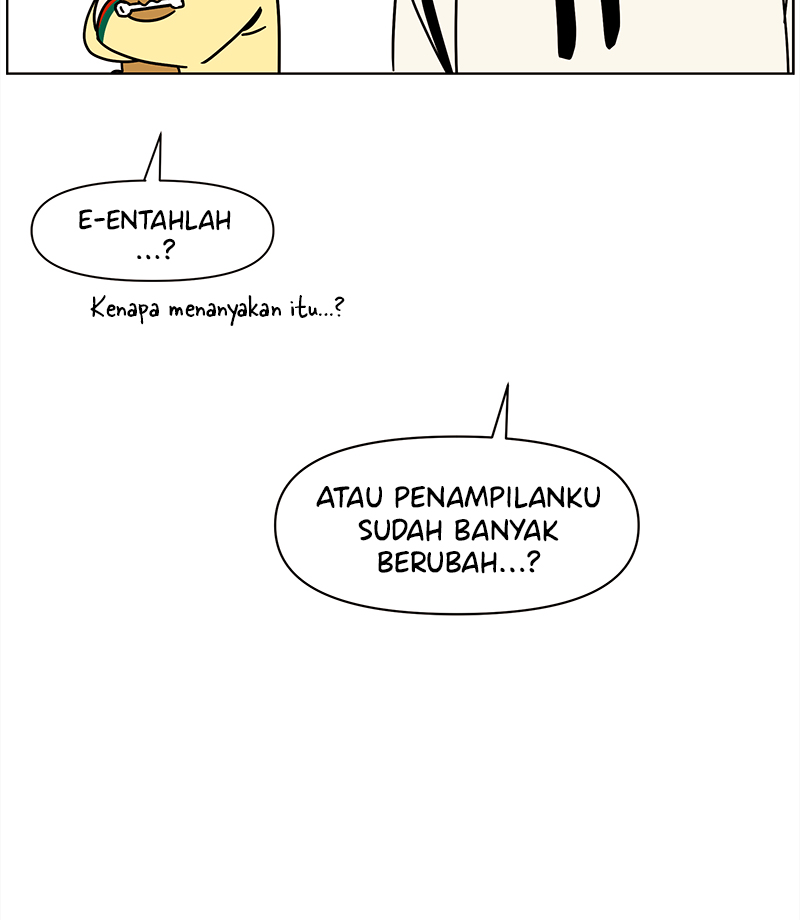 E-ENTAHLAH
...?
Kenapa menanyakan itu...?
ATAU PENAMPILANKU
SUDAH BANYAK
BERUBAH...?